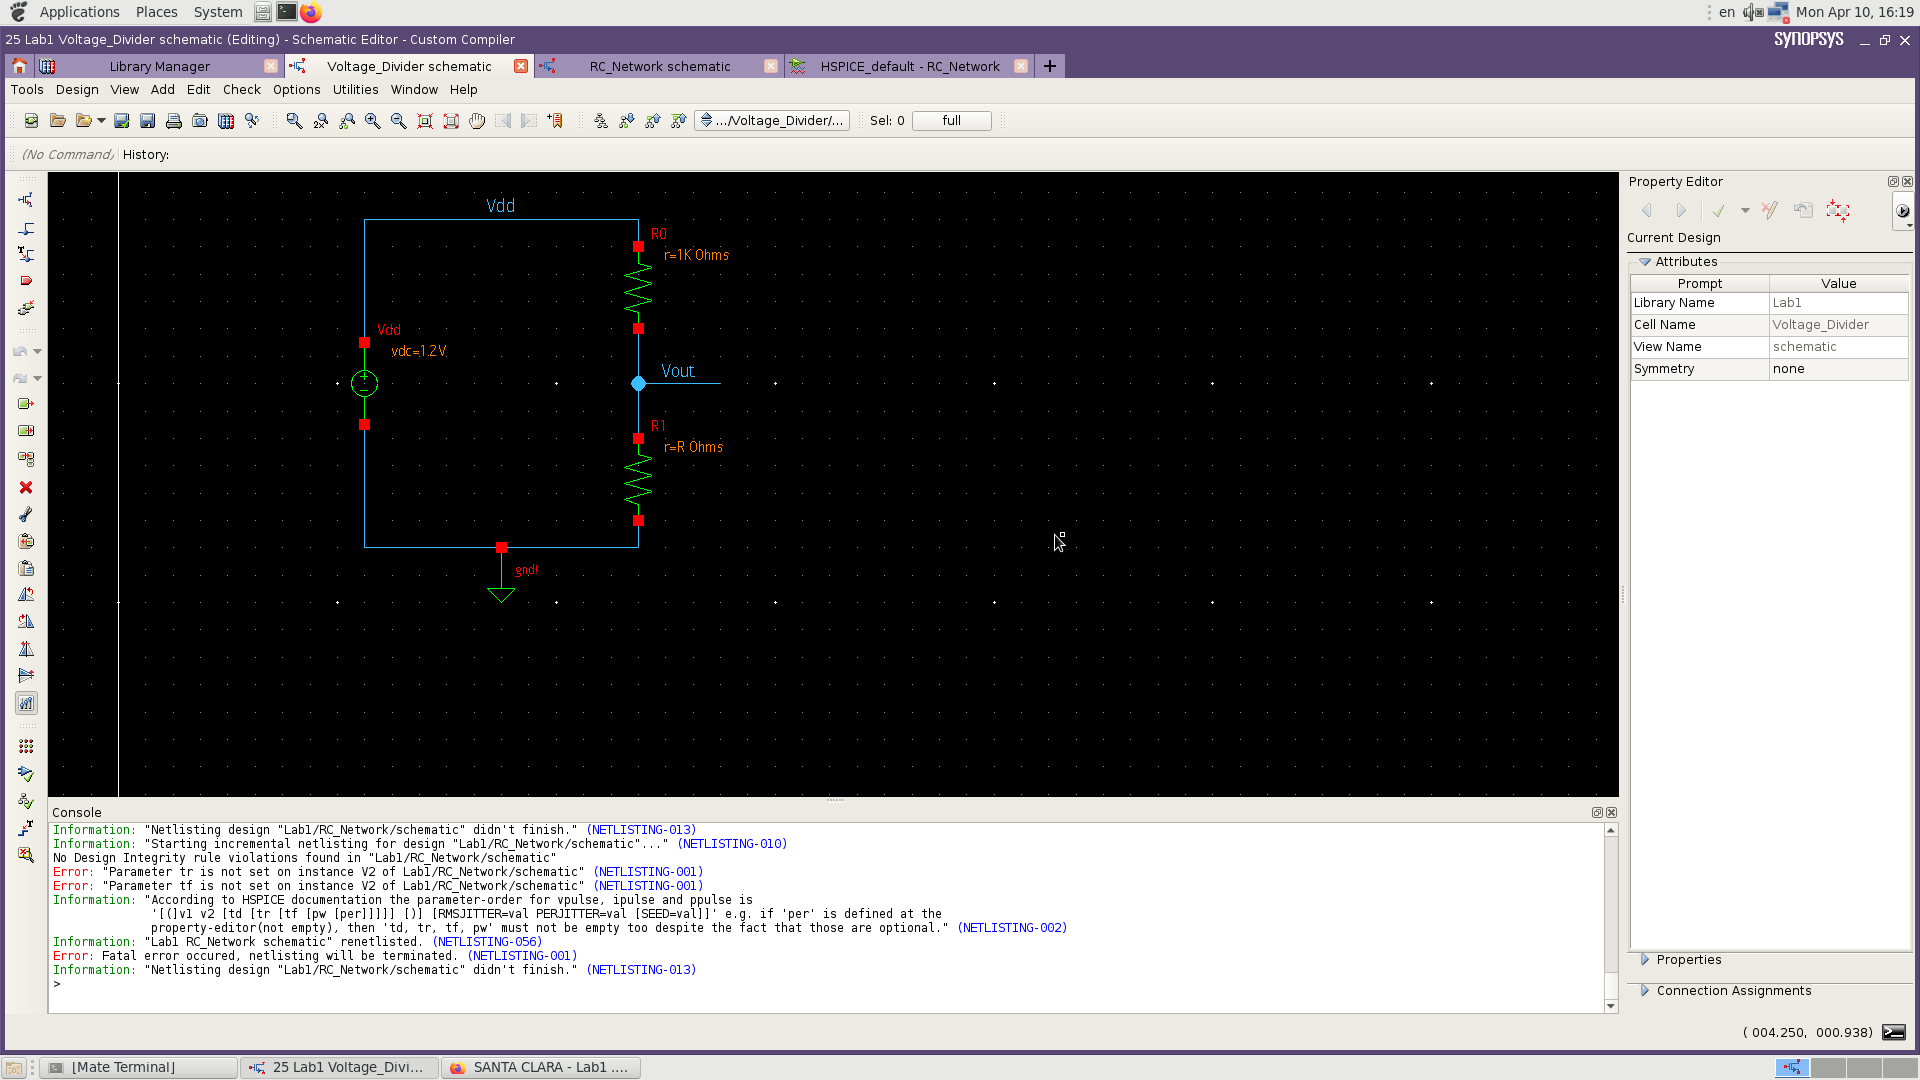 Applications Places System en Mon Apr 10, 16:19
25 Lab1 Voltage_Divider schematic (Editing) - Schematic Editor - Custom Compiler SYNOPSYS
Library Manager Voltage_Divider schematic RC_Network schematic HSPICE_default - RC_Network
Tools Design View Add Edit Check Options Utilities Window Help
.../Voltage_Divider/... Sel: 0 full
(No Command) History:
Vdd
R0
r=1K Ohms
Vdd
vdc=1.2V
Vout
R1
r=R Ohms
gnd!
Property Editor
Current Design
Attributes
Prompt Value
Library Name Lab1
Cell Name Voltage_Divider
View Name schematic
Symmetry none
Properties
Connection Assignments
Console
Information: "Netlisting design "Lab1/RC_Network/schematic" didn't finish." (NETLISTING-013)
Information: "Starting incremental netlisting for design "Lab1/RC_Network/schematic"..." (NETLISTING-010)
No Design Integrity rule violations found in "Lab1/RC_Network/schematic"
Error: "Parameter tr is not set on instance V2 of Lab1/RC_Network/schematic" (NETLISTING-001)
Error: "Parameter tf is not set on instance V2 of Lab1/RC_Network/schematic" (NETLISTING-001)
Information: "According to HSPICE documentation the parameter-order for vpulse, ipulse and ppulse is
'[(]v1 v2 [td [tr [tf [pw [per]]]]] [)] [RMSJITTER=val PERJITTER=val [SEED=val]]' e.g. if 'per' is defined at the
property-editor(not empty), then 'td, tr, tf, pw' must not be empty too despite the fact that those are optional." (NETLISTING-002)
Information: "Lab1 RC_Network schematic" renetlisted. (NETLISTING-056)
Error: Fatal error occured, netlisting will be terminated. (NETLISTING-001)
Information: "Netlisting design "Lab1/RC_Network/schematic" didn't finish." (NETLISTING-013)
>
( 004.250, 000.938)
[Mate Terminal] 25 Lab1 Voltage_Divi... SANTA CLARA - Lab1 ....